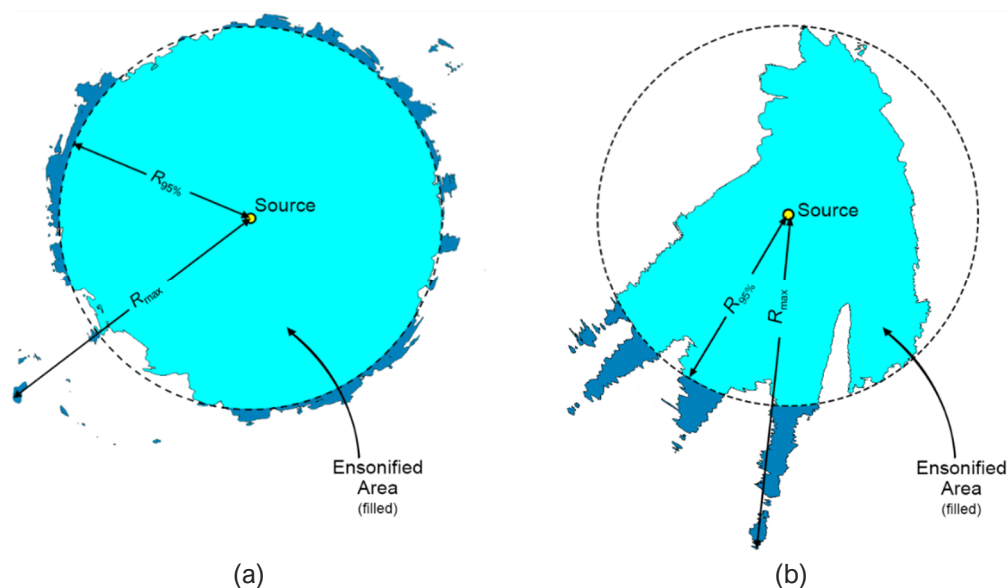 R95%
Source
Rmax
Ensonified
Area
(filled)
(a)
Source
R95%
Rmax
Ensonified
Area
(filled)
(b)